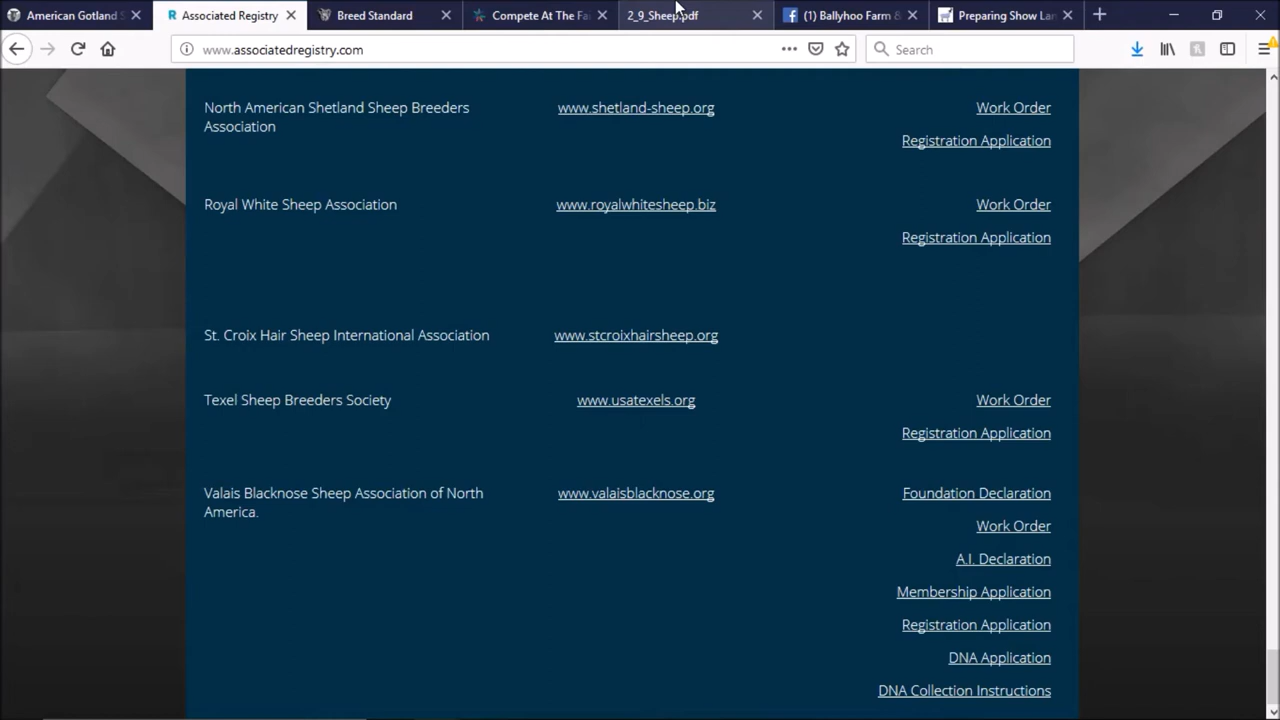 American Gotland S
Associated Registry
Breed Standard
Compete At The Fa
2_9_Sheep.pdf
(1) Ballyhoo Farm &
Preparing Show Lam
www.associatedregistry.com
Search
North American Shetland Sheep Breeders Association
www.shetland-sheep.org
Work Order
Registration Application
Royal White Sheep Association
www.royalwhitesheep.biz
Work Order
Registration Application
St. Croix Hair Sheep International Association
www.stcroixhairsheep.org
Texel Sheep Breeders Society
www.usatexels.org
Work Order
Registration Application
Valais Blacknose Sheep Association of North America.
www.valaisblacknose.org
Foundation Declaration
Work Order
A.I. Declaration
Membership Application
Registration Application
DNA Application
DNA Collection Instructions